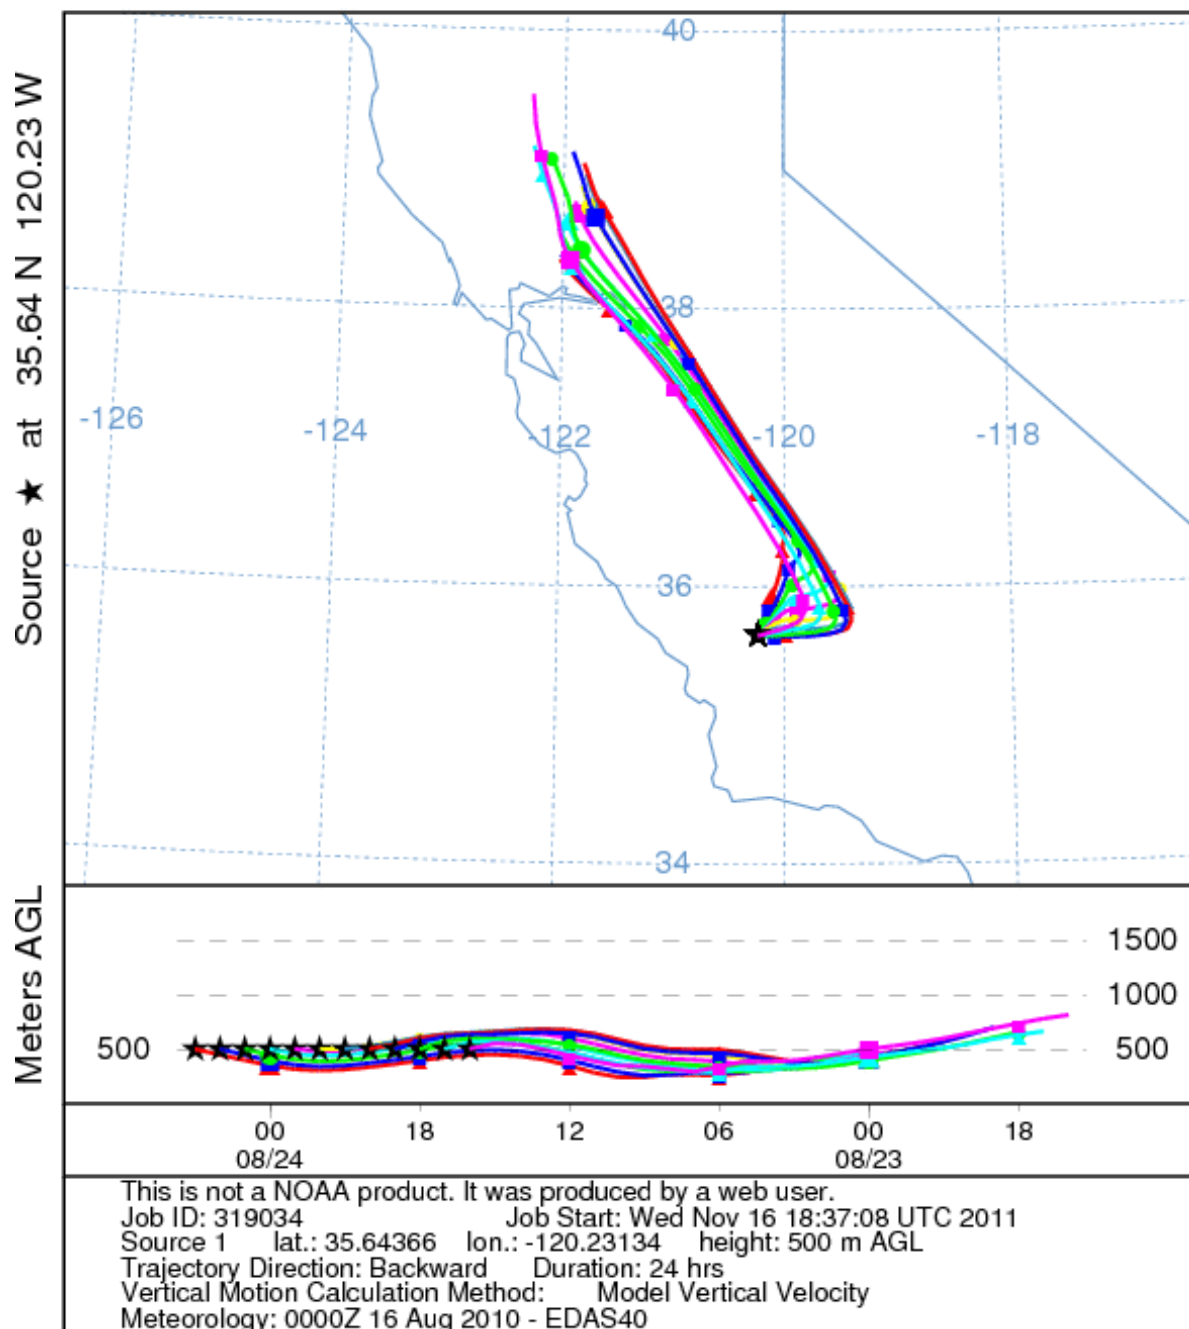 Source ★ at 35.64 N 120.23 W
40
38
-126
-124
-122
-120
-118
36
34
Meters AGL
1500
1000
500
500
00
18
12
06
00
18
08/24
08/23
This is not a NOAA product. It was produced by a web user.
Job ID: 319034 Job Start: Wed Nov 16 18:37:08 UTC 2011
Source 1 lat.: 35.64366 lon.: -120.23134 height: 500 m AGL
Trajectory Direction: Backward Duration: 24 hrs
Vertical Motion Calculation Method: Model Vertical Velocity
Meteorology: 0000Z 16 Aug 2010 - EDAS40